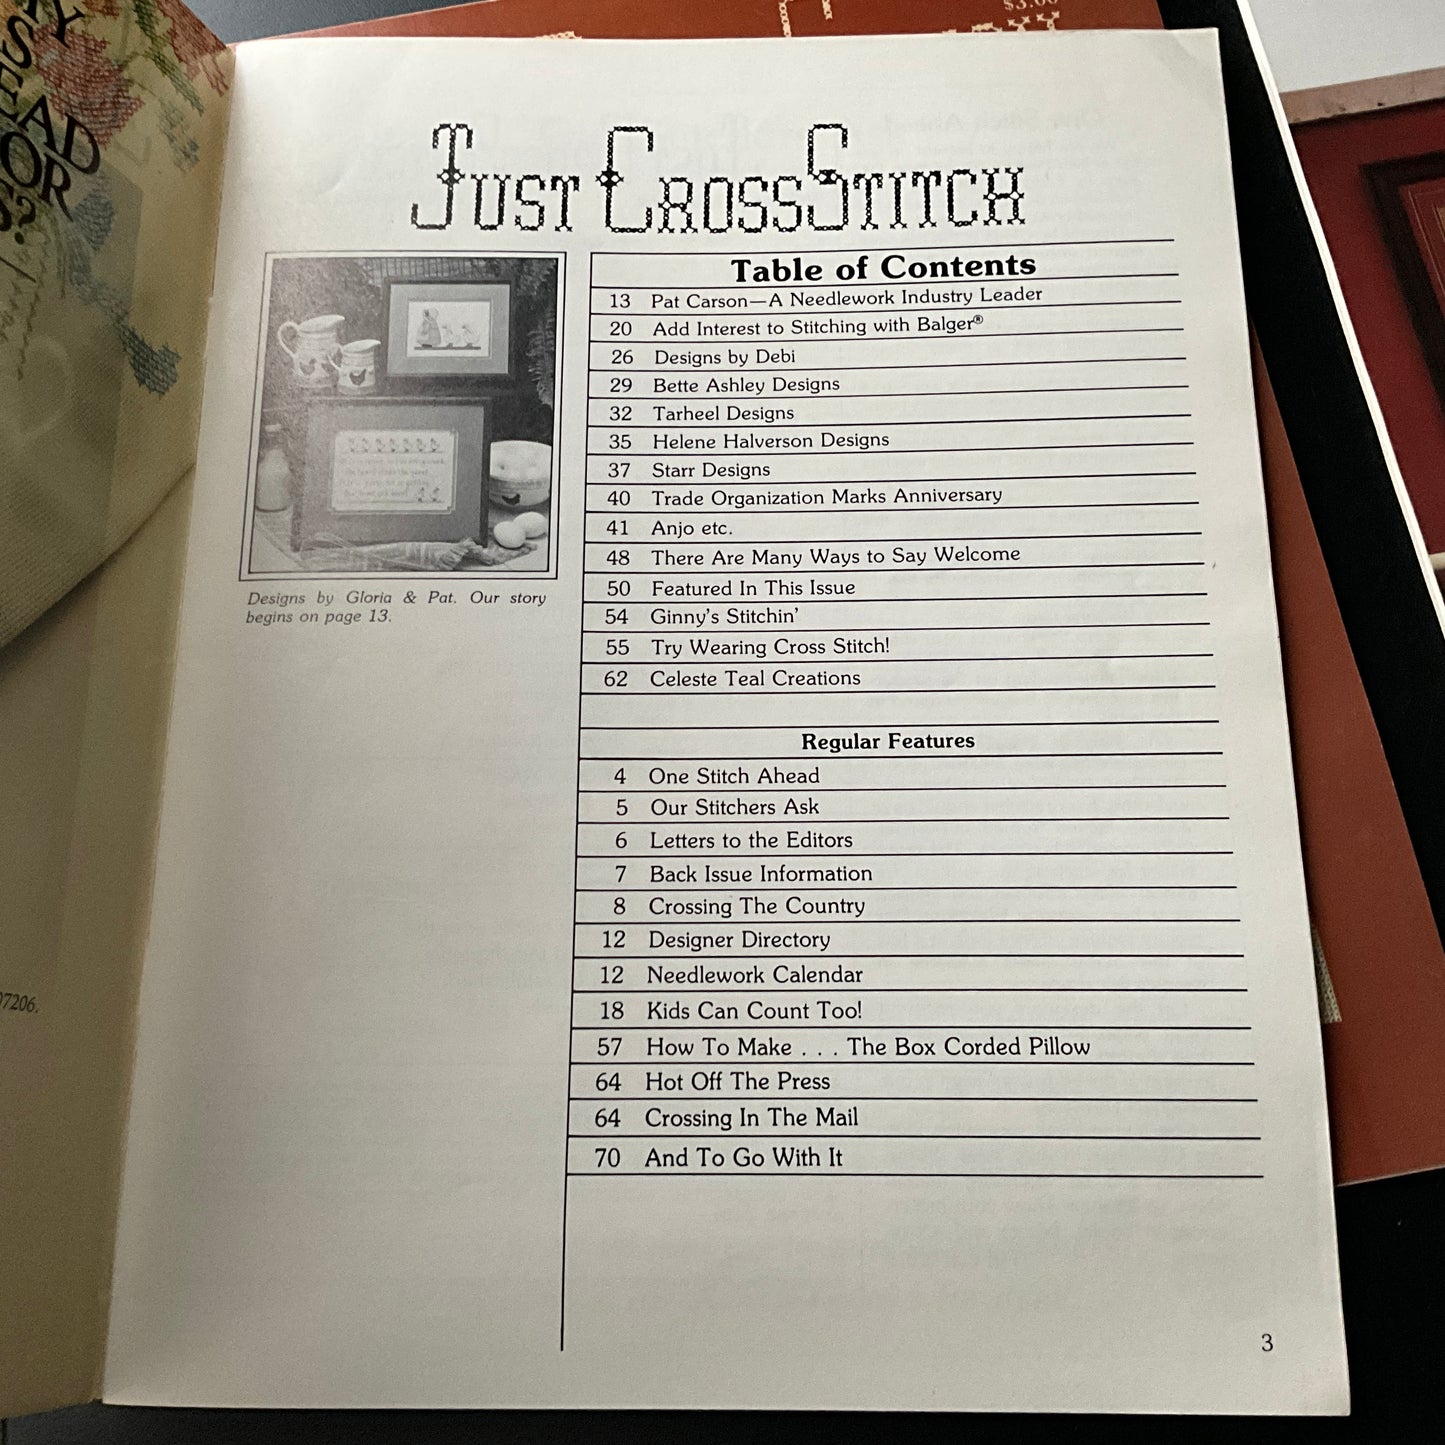 AD
OR
07206.
$3.00
JUST CROSSSTITCH
Designs by Gloria & Pat. Our story
begins on page 13.
Table of Contents
13 Pat Carson—A Needlework Industry Leader
20 Add Interest to Stitching with Balger®
26 Designs by Debi
29 Bette Ashley Designs
32 Tarheel Designs
35 Helene Halverson Designs
37 Starr Designs
40 Trade Organization Marks Anniversary
41 Anjo etc.
48 There Are Many Ways to Say Welcome
50 Featured In This Issue
54 Ginny's Stitchin'
55 Try Wearing Cross Stitch!
62 Celeste Teal Creations
Regular Features
4 One Stitch Ahead
5 Our Stitchers Ask
6 Letters to the Editors
7 Back Issue Information
8 Crossing The Country
12 Designer Directory
12 Needlework Calendar
18 Kids Can Count Too!
57 How To Make . . . The Box Corded Pillow
64 Hot Off The Press
64 Crossing In The Mail
70 And To Go With It
3